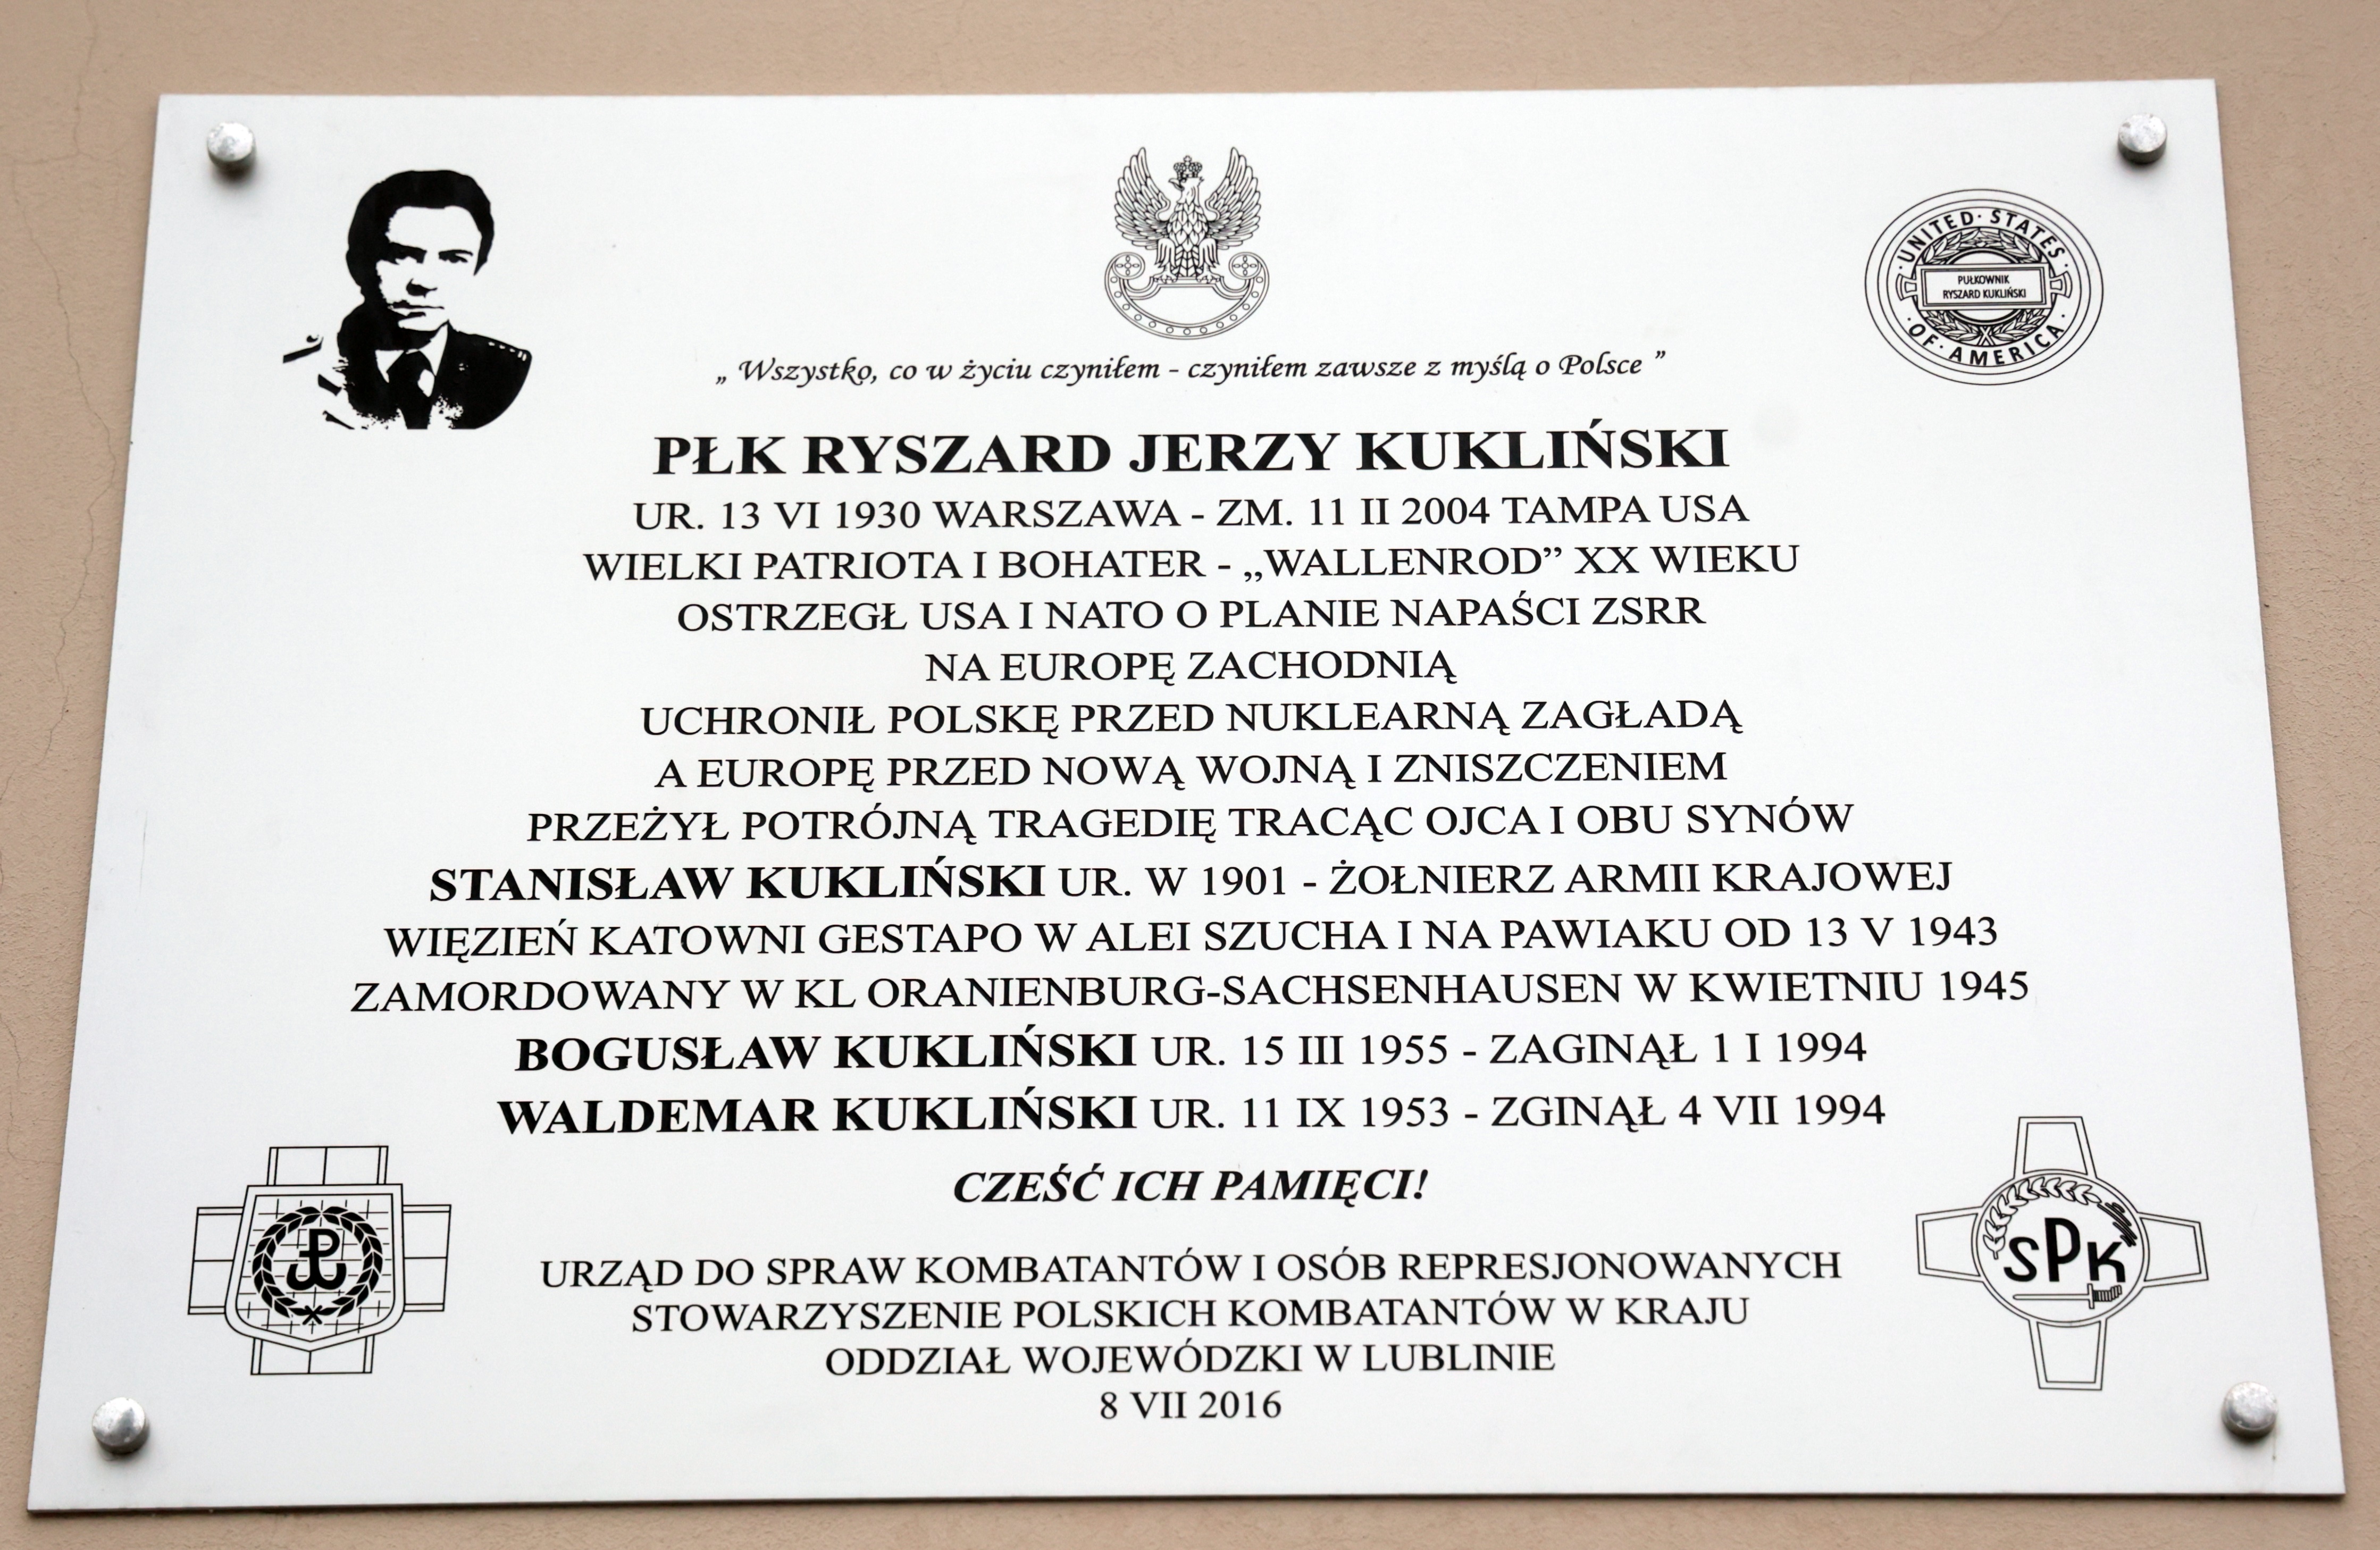 UNITED · STATES
PUŁKOWNIK
RYSZARD KUKLIŃSKI
· OF · AMERICA ·
„ Wszystko, co w życiu czyniłem - czyniłem zawsze z myślą o Polsce ”
PŁK RYSZARD JERZY KUKLIŃSKI
UR. 13 VI 1930 WARSZAWA - ZM. 11 II 2004 TAMPA USA
WIELKI PATRIOTA I BOHATER - „WALLENROD” XX WIEKU
OSTRZEGŁ USA I NATO O PLANIE NAPAŚCI ZSRR
NA EUROPĘ ZACHODNIĄ
UCHRONIŁ POLSKĘ PRZED NUKLEARNĄ ZAGŁADĄ
A EUROPĘ PRZED NOWĄ WOJNĄ I ZNISZCZENIEM
PRZEŻYŁ POTRÓJNĄ TRAGEDIĘ TRACĄC OJCA I OBU SYNÓW
STANISŁAW KUKLIŃSKI UR. W 1901 - ŻOŁNIERZ ARMII KRAJOWEJ
WIĘZIEŃ KATOWNI GESTAPO W ALEI SZUCHA I NA PAWIAKU OD 13 V 1943
ZAMORDOWANY W KL ORANIENBURG-SACHSENHAUSEN W KWIETNIU 1945
BOGUSŁAW KUKLIŃSKI UR. 15 III 1955 - ZAGINĄŁ 1 I 1994
WALDEMAR KUKLIŃSKI UR. 11 IX 1953 - ZGINĄŁ 4 VII 1994
CZEŚĆ ICH PAMIĘCI!
SPK
URZĄD DO SPRAW KOMBATANTÓW I OSÓB REPRESJONOWANYCH
STOWARZYSZENIE POLSKICH KOMBATANTÓW W KRAJU
ODDZIAŁ WOJEWÓDZKI W LUBLINIE
8 VII 2016